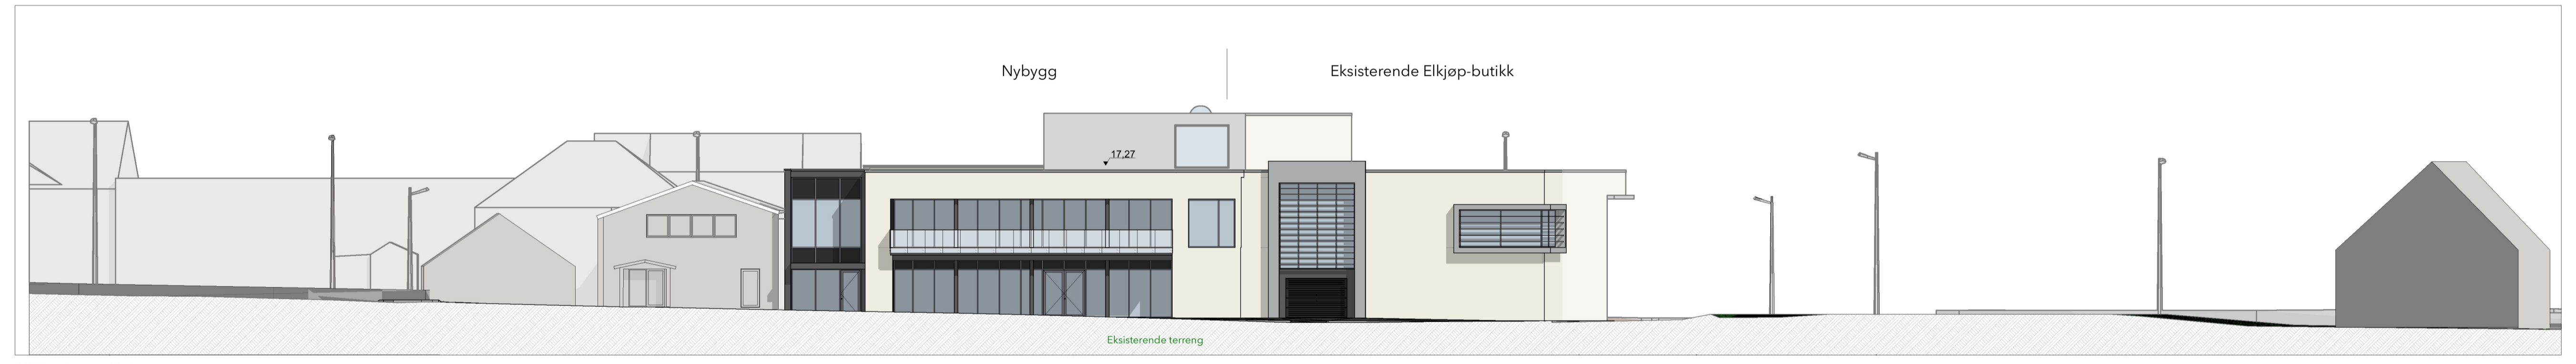 Nybygg
Eksisterende Elkjøp-butikk
17,27
Eksisterende terreng